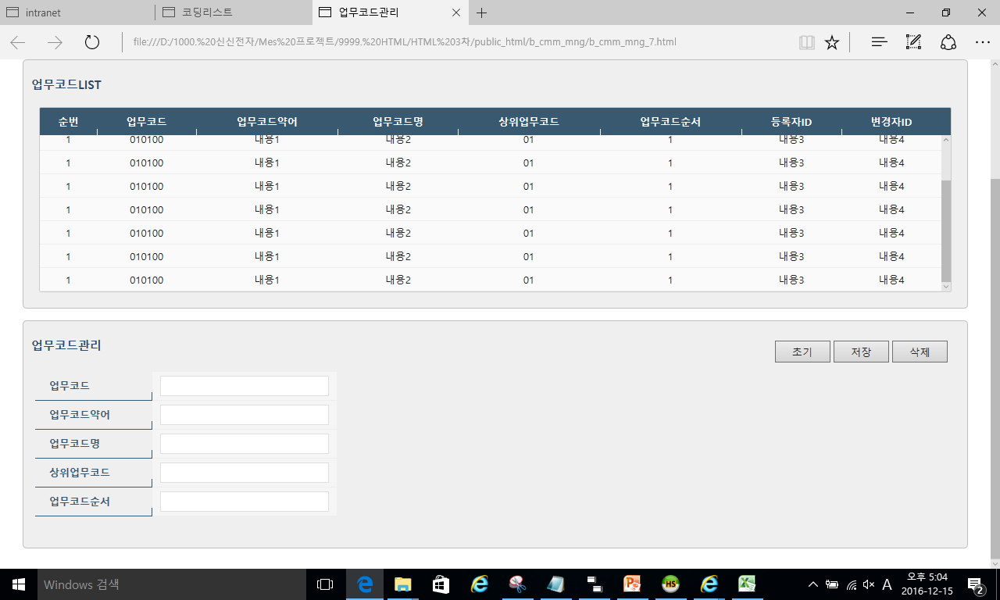 intranet 코딩리스트 업무코드관리
file:///D:/1000.%20신신전자/Mes%20프로젝트/9999.%20HTML/HTML%203차/public_html/b_cmm_mng/b_cmm_mng_7.html
업무코드LIST
순번 업무코드 업무코드약어 업무코드명 상위업무코드 업무코드순서 등록자ID 변경자ID
1 010100 내용1 내용2 01 1 내용3 내용4
1 010100 내용1 내용2 01 1 내용3 내용4
1 010100 내용1 내용2 01 1 내용3 내용4
1 010100 내용1 내용2 01 1 내용3 내용4
1 010100 내용1 내용2 01 1 내용3 내용4
1 010100 내용1 내용2 01 1 내용3 내용4
1 010100 내용1 내용2 01 1 내용3 내용4
업무코드관리 초기 저장 삭제
업무코드
업무코드약어
업무코드명
상위업무코드
업무코드순서
Windows 검색 HS A 오후 5:04
2016-12-15 2